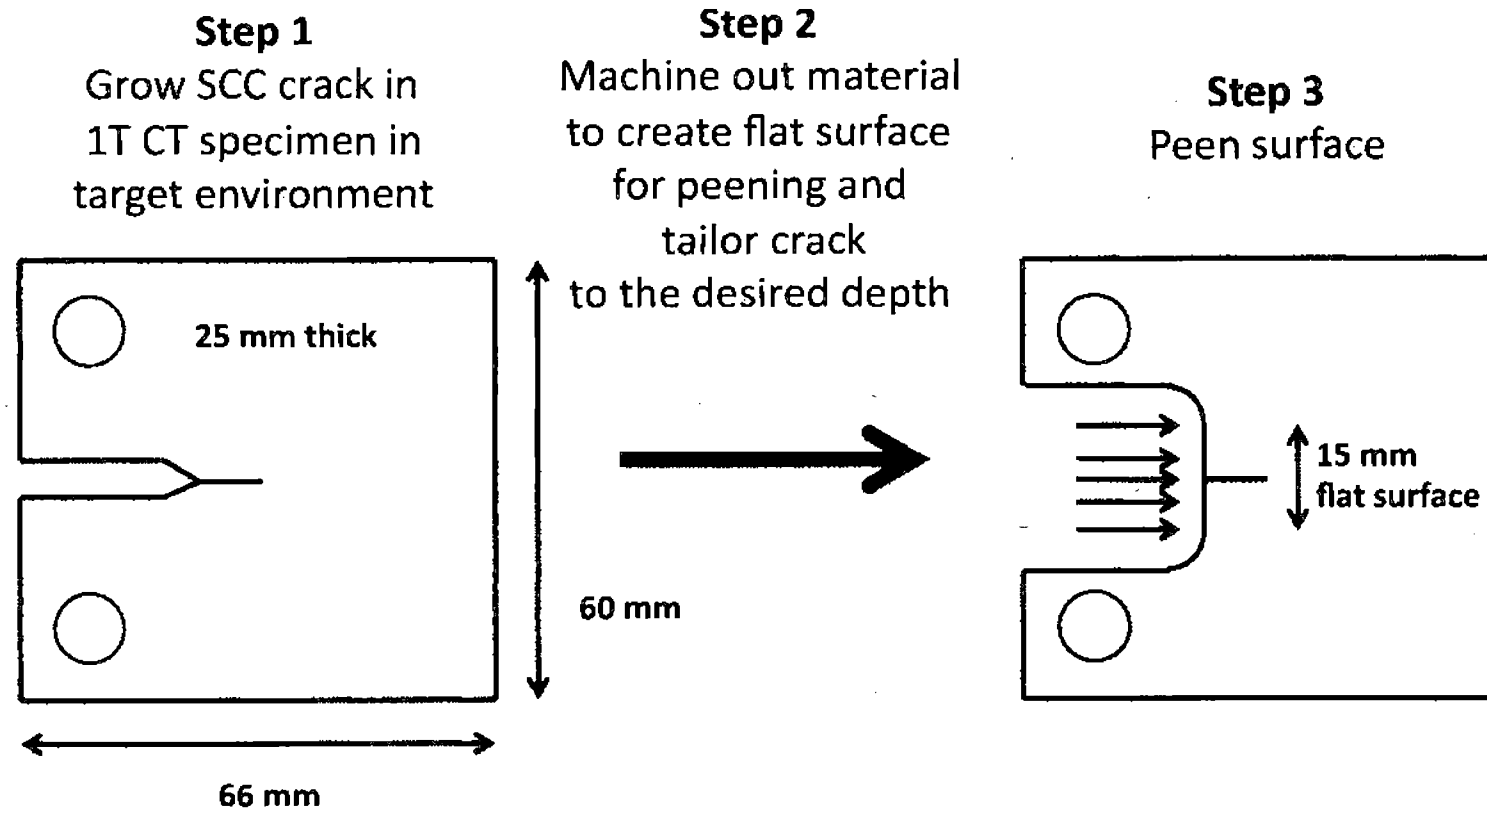 Step 1
Grow SCC crack in
1T CT specimen in
target environment
Step 2
Machine out material
to create flat surface
for peening and
tailor crack
to the desired depth
Step 3
Peen surface
25 mm thick
60 mm
66 mm
15 mm
flat surface